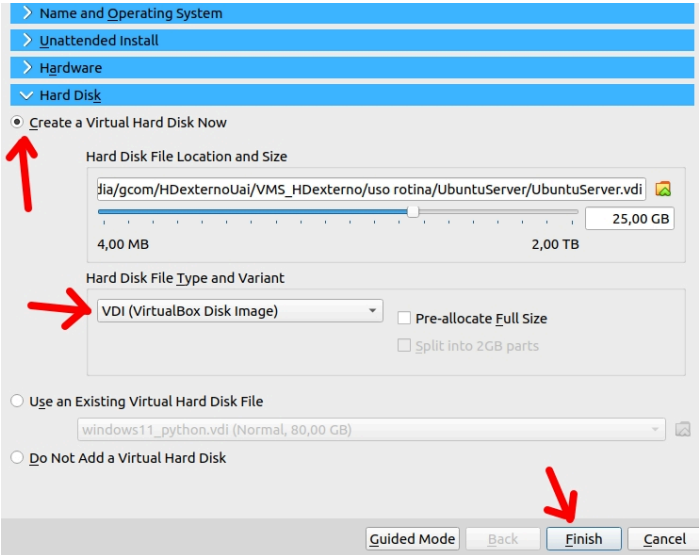 Name and Operating System
Unattended Install
Hardware
Hard Disk
Create a Virtual Hard Disk Now
Hard Disk File Location and Size
dia/gcom/HDexternoUai/VMS_HDexterno/uso rotina/UbuntuServer/UbuntuServer.vdi
25,00 GB
4,00 MB 2,00 TB
Hard Disk File Type and Variant
VDI (VirtualBox Disk Image)
Pre-allocate Full Size
Split into 2GB parts
Use an Existing Virtual Hard Disk File
windows11_python.vdi (Normal, 80,00 GB)
Do Not Add a Virtual Hard Disk
Guided Mode Back Finish Cancel